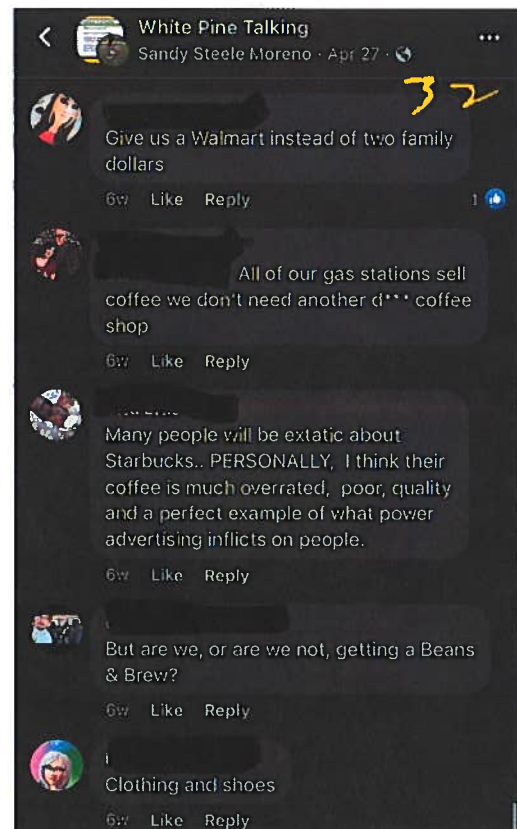 White Pine Talking
Sandy Steele Moreno · Apr 27 ·
32
Give us a Walmart instead of two family
dollars
6w Like Reply 1
All of our gas stations sell
coffee we don't need another d*** coffee
shop
6w Like Reply
Many people will be extatic about
Starbucks.. PERSONALLY, I think their
coffee is much overrated, poor, quality
and a perfect example of what power
advertising inflicts on people.
6w Like Reply
But are we, or are we not, getting a Beans
& Brew?
6w Like Reply
Clothing and shoes
6w Like Reply